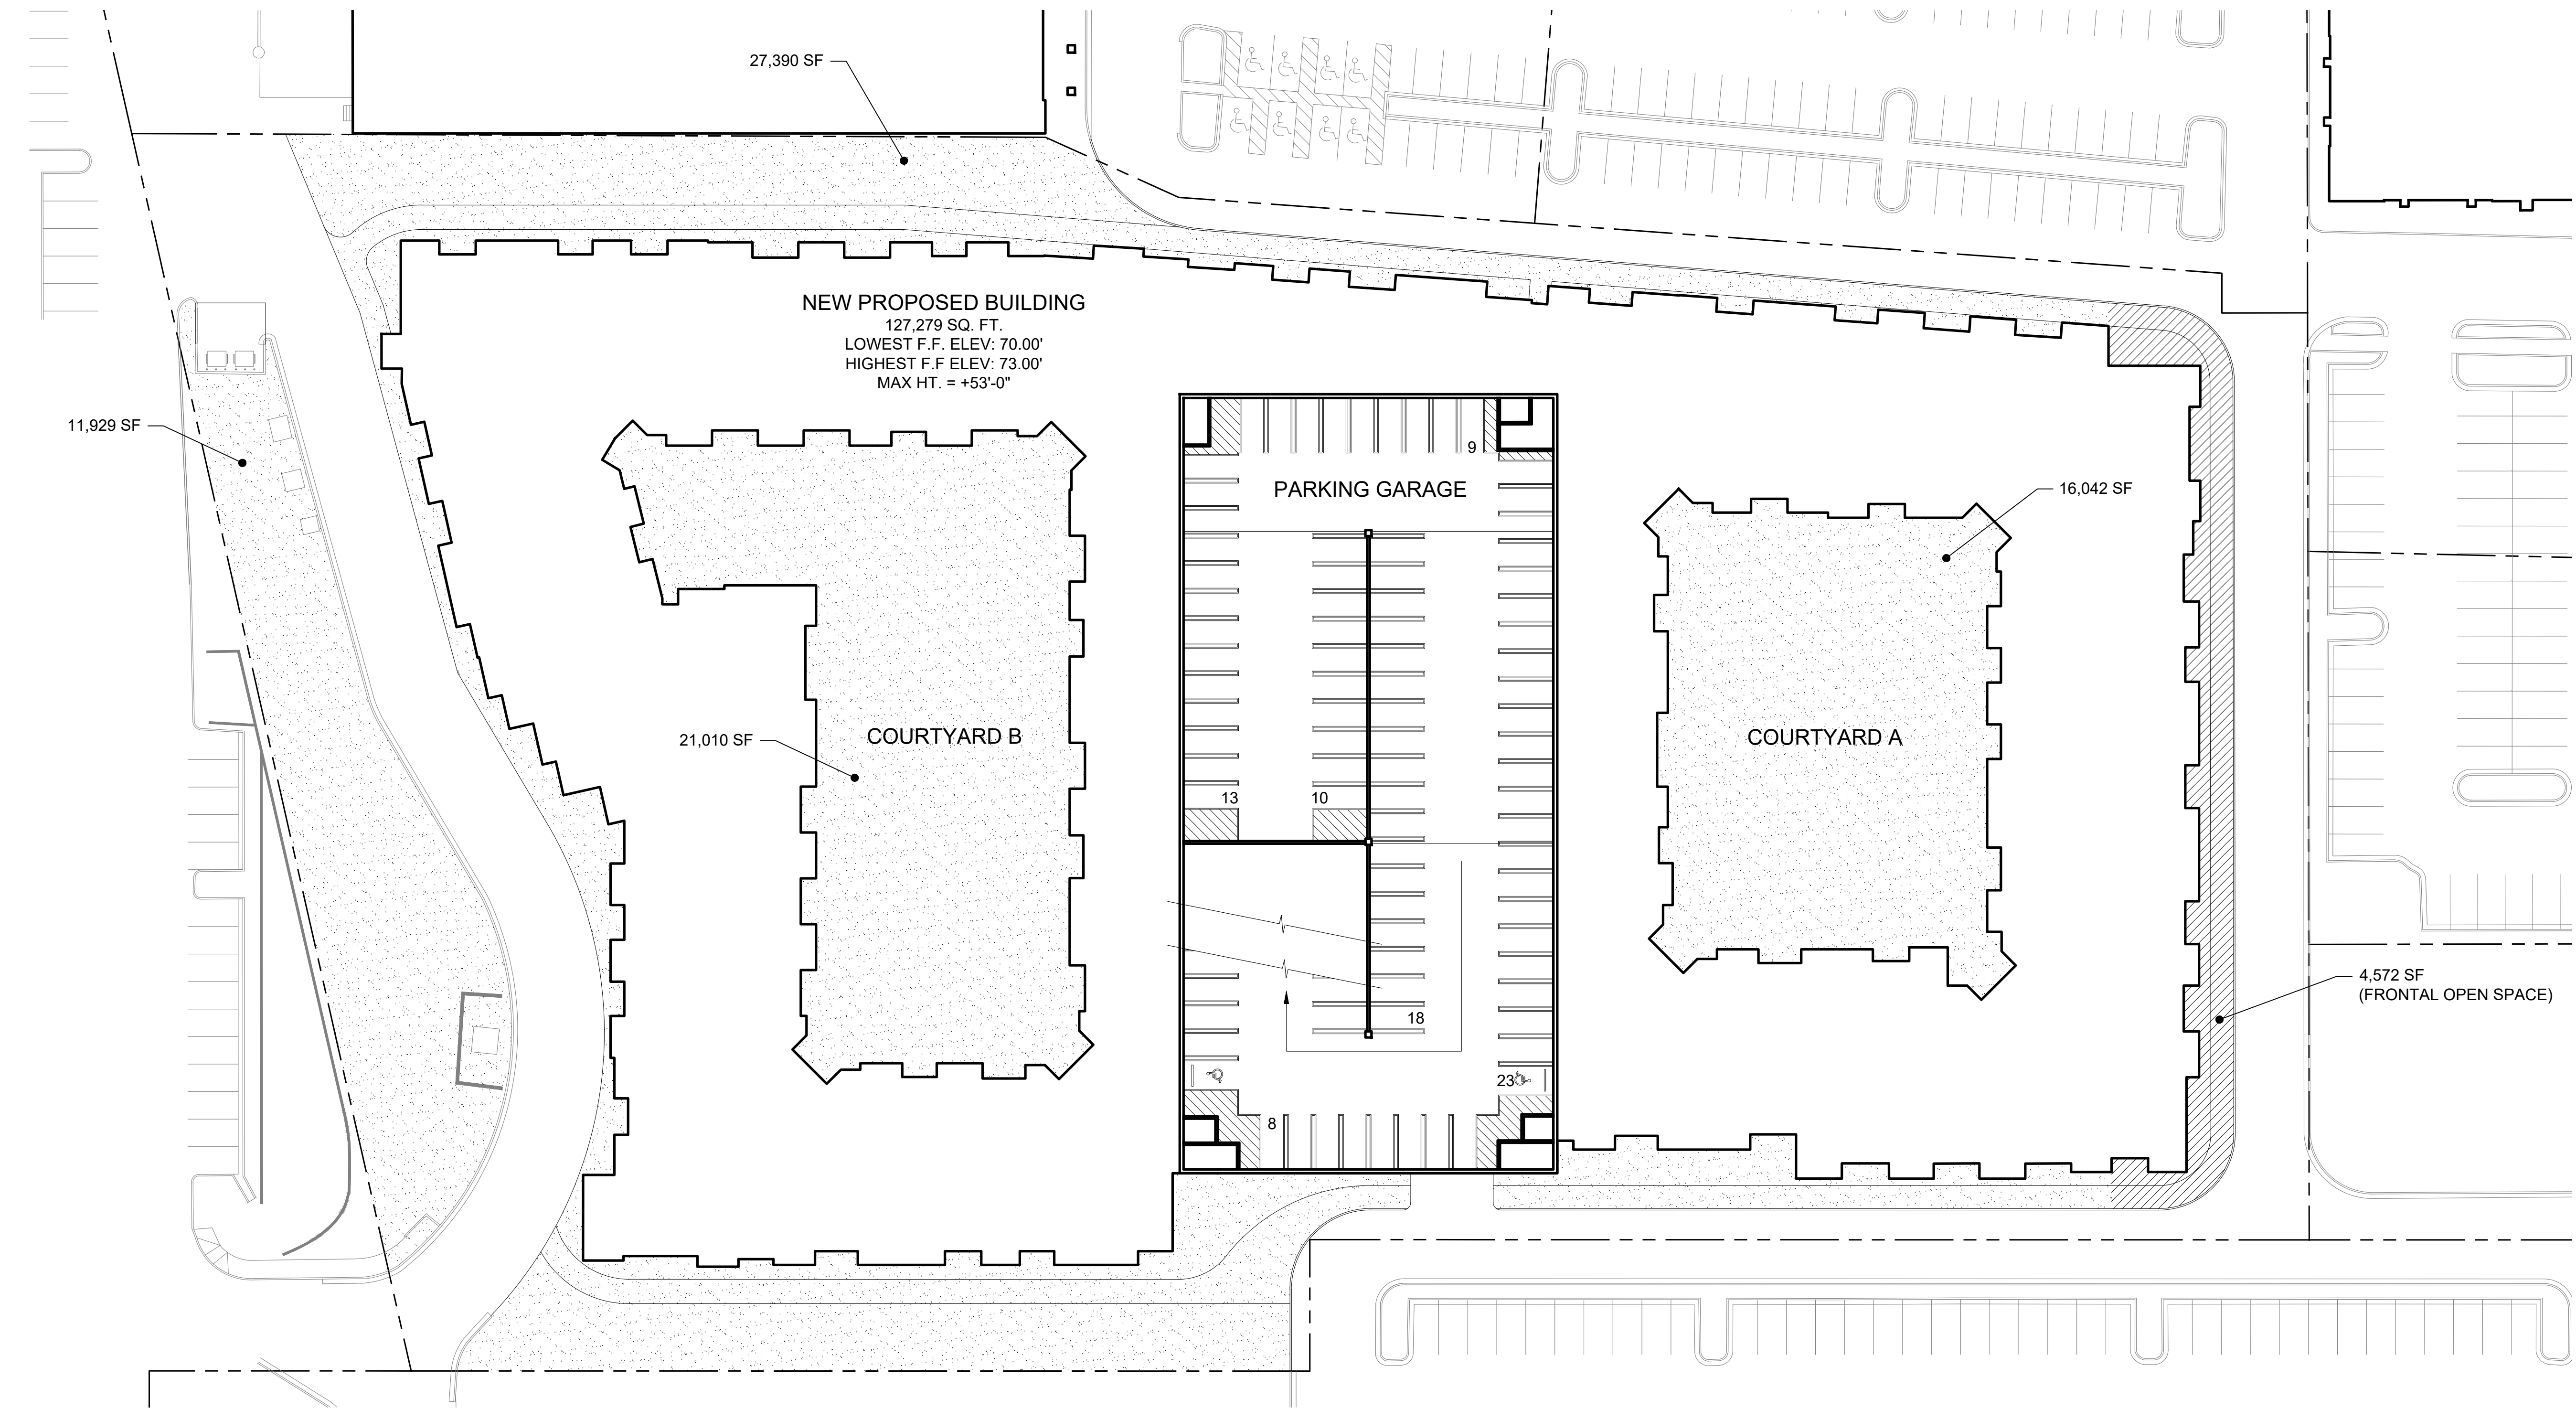 27,390 SF
NEW PROPOSED BUILDING
127,279 SQ. FT.
LOWEST F.F. ELEV: 70.00'
HIGHEST F.F ELEV: 73.00'
MAX HT. = +53'-0"
11,929 SF
9
PARKING GARAGE
16,042 SF
21,010 SF
COURTYARD B
COURTYARD A
13
10
4,572 SF
(FRONTAL OPEN SPACE)
18
23
8